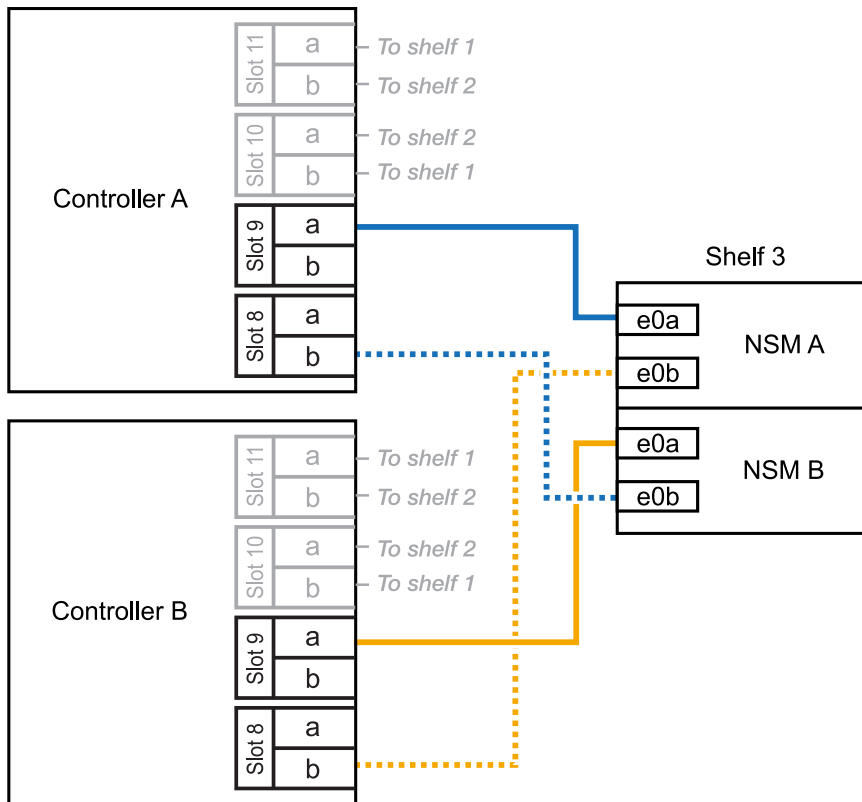 Controller A
Slot 11
a
To shelf 1
b
To shelf 2
Slot 10
a
To shelf 2
b
To shelf 1
Slot 9
a
b
Slot 8
a
b
Controller B
Slot 11
a
To shelf 1
b
To shelf 2
Slot 10
a
To shelf 2
b
To shelf 1
Slot 9
a
b
Slot 8
a
b
Shelf 3
e0a
NSM A
e0b
e0a
NSM B
e0b